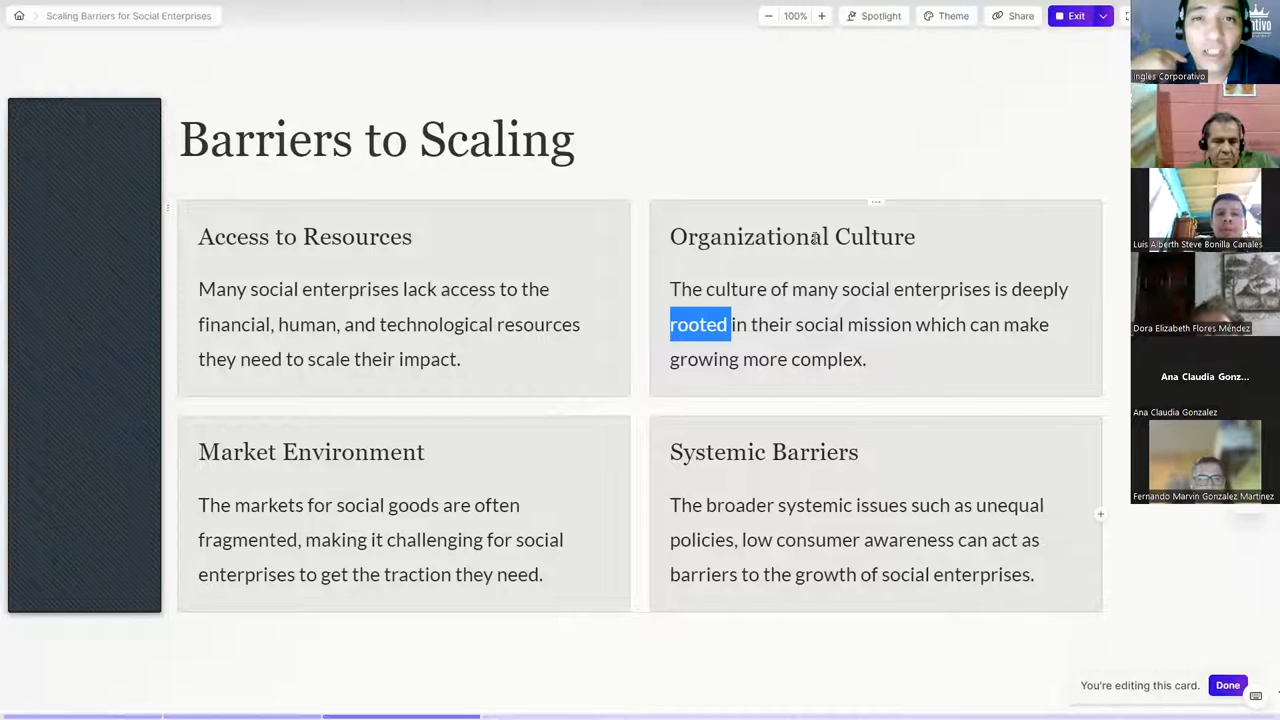 Scaling Barriers for Social Enterprises
100%
Spotlight
Theme
Share
Exit
Barriers to Scaling
Access to Resources
Many social enterprises lack access to the
financial, human, and technological resources
they need to scale their impact.
Organizational Culture
The culture of many social enterprises is deeply
rooted in their social mission which can make
growing more complex.
Market Environment
The markets for social goods are often
fragmented, making it challenging for social
enterprises to get the traction they need.
Systemic Barriers
The broader systemic issues such as unequal
policies, low consumer awareness can act as
barriers to the growth of social enterprises.
You're editing this card.
Done
Ingles Corporativo
Luis Alberth Steve Bonilla Canales
Dora Elizabeth Flores Méndez
Ana Claudia Gonz...
Ana Claudia Gonzalez
Fernando Marvin Gonzalez Martinez